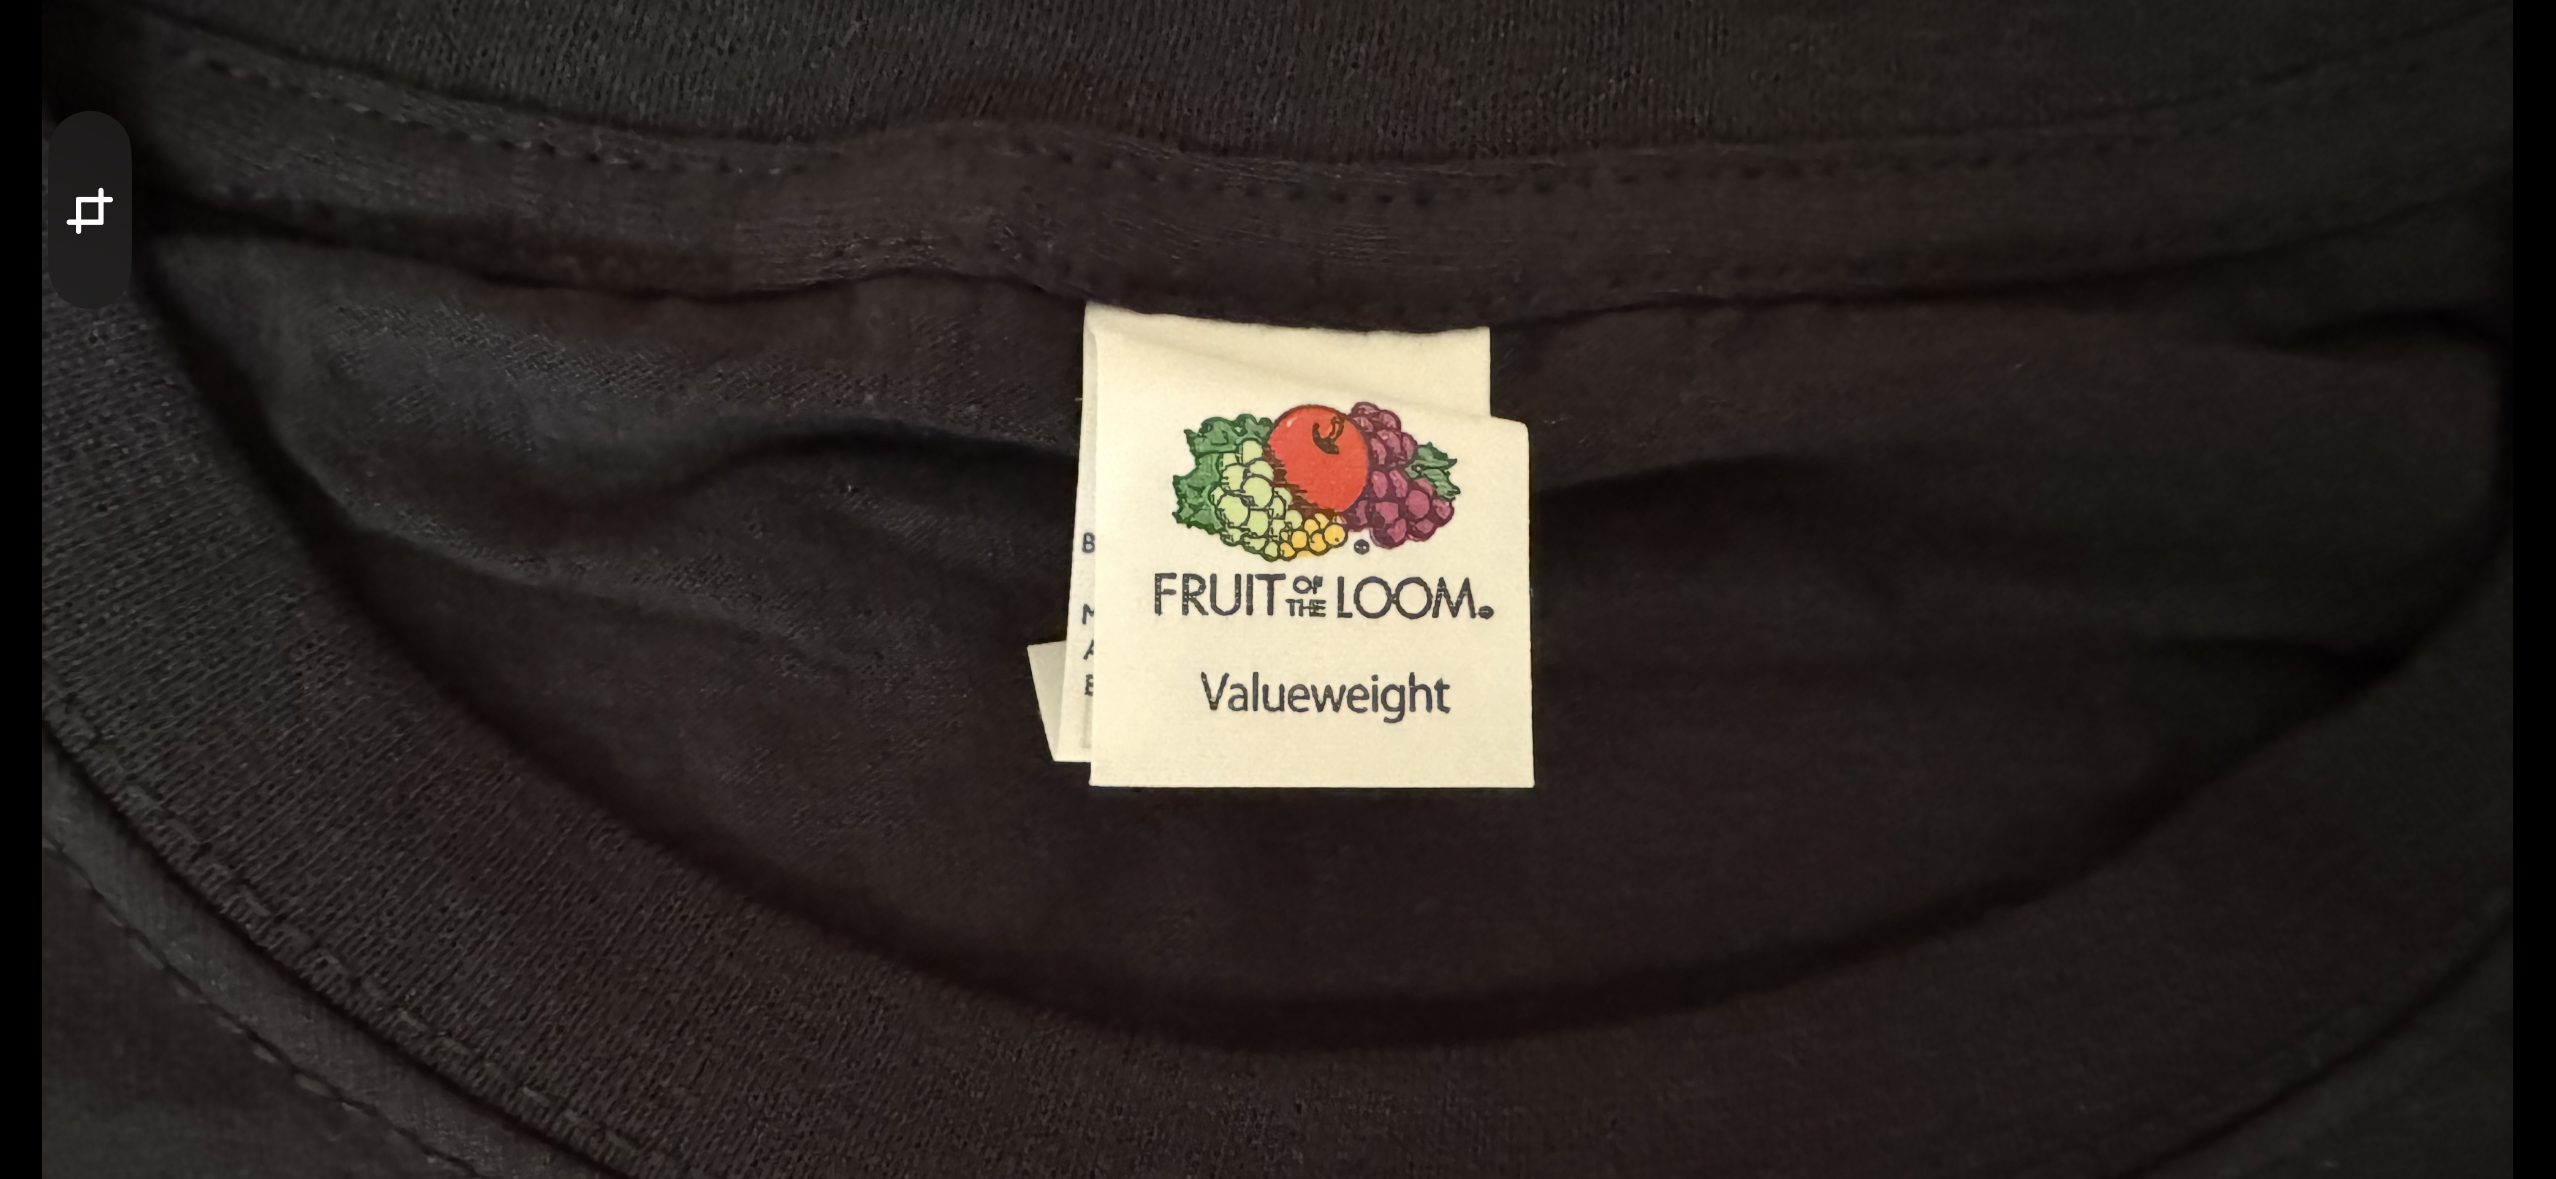 FRUIT OF THE LOOM
Valueweight
B
M
A
E